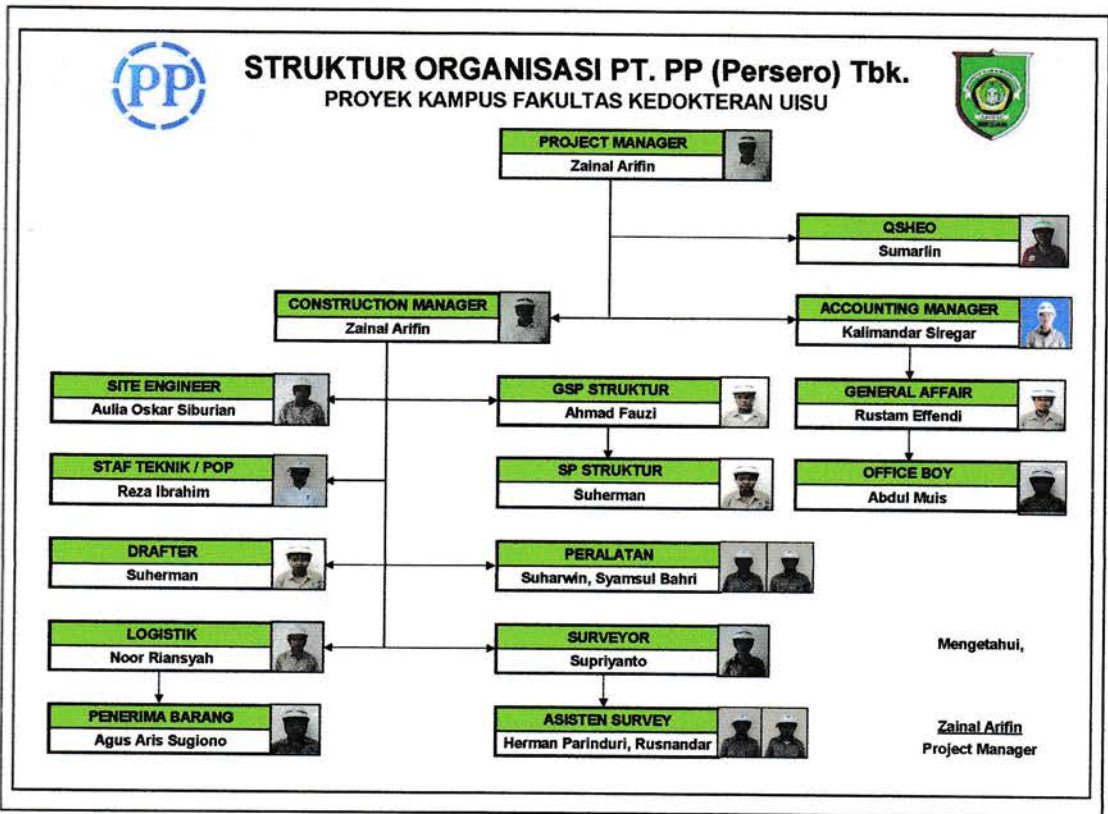 PP
STRUKTUR ORGANISASI PT. PP (Persero) Tbk.
PROYEK KAMPUS FAKULTAS KEDOKTERAN UISU
PROJECT MANAGER
Zainal Arifin
QSHEO
Sumarlin
CONSTRUCTION MANAGER
Zainal Arifin
ACCOUNTING MANAGER
Kalimandar Siregar
SITE ENGINEER
Aulia Oskar Siburian
GSP STRUKTUR
Ahmad Fauzi
GENERAL AFFAIR
Rustam Effendi
STAF TEKNIK / POP
Reza Ibrahim
SP STRUKTUR
Suherman
OFFICE BOY
Abdul Muis
DRAFTER
Suherman
PERALATAN
Suharwin, Syamsul Bahri
LOGISTIK
Noor Riansyah
SURVEYOR
Supriyanto
Mengetahui,
PENERIMA BARANG
Agus Aris Sugiono
ASISTEN SURVEY
Herman Parinduri, Rusnandar
Zainal Arifin
Project Manager